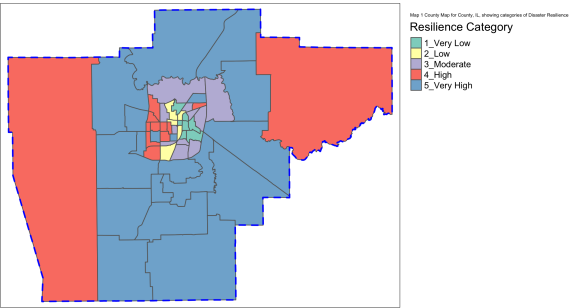 Map 1 County Map for County, IL, showing categories of Disaster Resilience
Resilience Category
1_Very Low
2_Low
3_Moderate
4_High
5_Very High